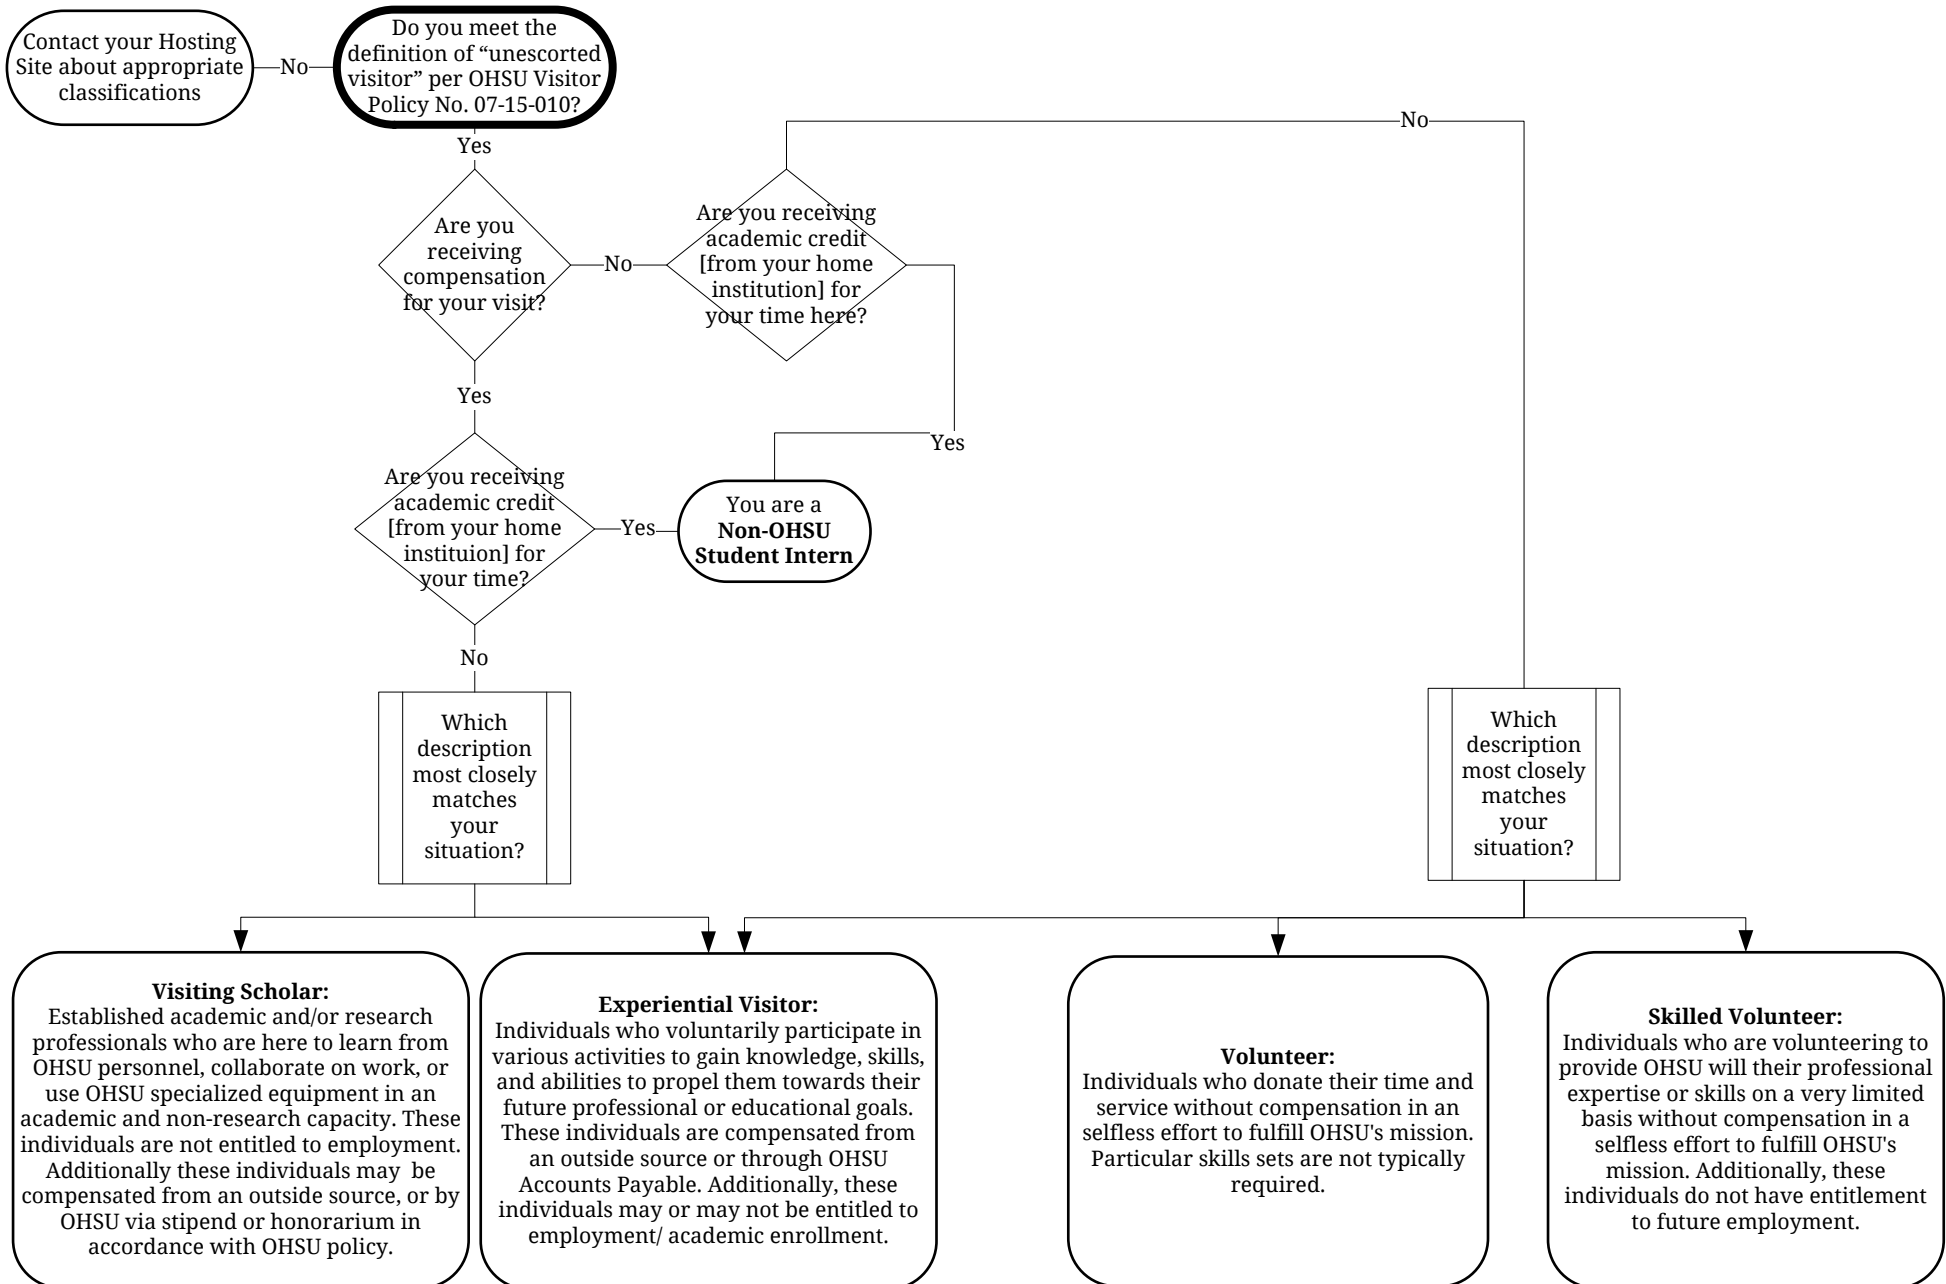 Contact your Hosting
Site about appropriate
classifications
No
Do you meet the
definition of “unescorted
visitor” per OHSU Visitor
Policy No. 07-15-010?
No
Yes
Are you
receiving
compensation
for your visit?
No
Are you receiving
academic credit
[from your home
institution] for
your time here?
Yes
Yes
Are you receiving
academic credit
[from your home
instituion] for
your time?
Yes
You are a
Non-OHSU
Student Intern
No
Which
description
most closely
matches
your
situation?
Which
description
most closely
matches
your
situation?
Visiting Scholar:
Established academic and/or research
professionals who are here to learn from
OHSU personnel, collaborate on work, or
use OHSU specialized equipment in an
academic and non-research capacity. These
individuals are not entitled to employment.
Additionally these individuals may  be
compensated from an outside source, or by
OHSU via stipend or honorarium in
accordance with OHSU policy.
Experiential Visitor:
Individuals who voluntarily participate in
various activities to gain knowledge, skills,
and abilities to propel them towards their
future professional or educational goals.
These individuals are compensated from
an outside source or through OHSU
Accounts Payable. Additionally, these
individuals may or may not be entitled to
employment/ academic enrollment.
Volunteer:
Individuals who donate their time and
service without compensation in an
selfless effort to fulfill OHSU's mission.
Particular skills sets are not typically
required.
Skilled Volunteer:
Individuals who are volunteering to
provide OHSU will their professional
expertise or skills on a very limited
basis without compensation in a
selfless effort to fulfill OHSU's
mission. Additionally, these
individuals do not have entitlement
to future employment.